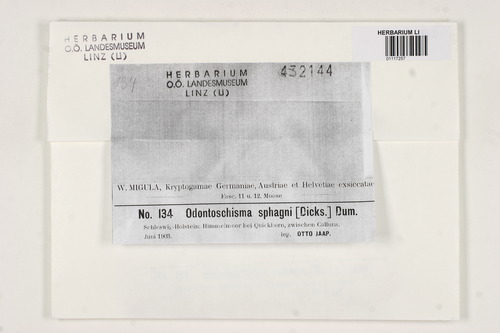 HERBARIUM
O.Ö. LANDESMUSEUM
LINZ (LI)
HERBARIUM LI
01117257
134
HERBARIUM
O.Ö. LANDESMUSEUM
LINZ (LI)
432144
W. MIGULA, Kryptogamae Germaniae, Austriae et Helvetiae exsiccatae
Fasc. 11 u. 12. Moose
No. 134 Odontoschisma sphagni [Dicks.] Dum.
Schleswig-Holstein: Himmelmoor bei Quickborn, zwischen Calluna.
Juni 1903. leg. OTTO JAAP.